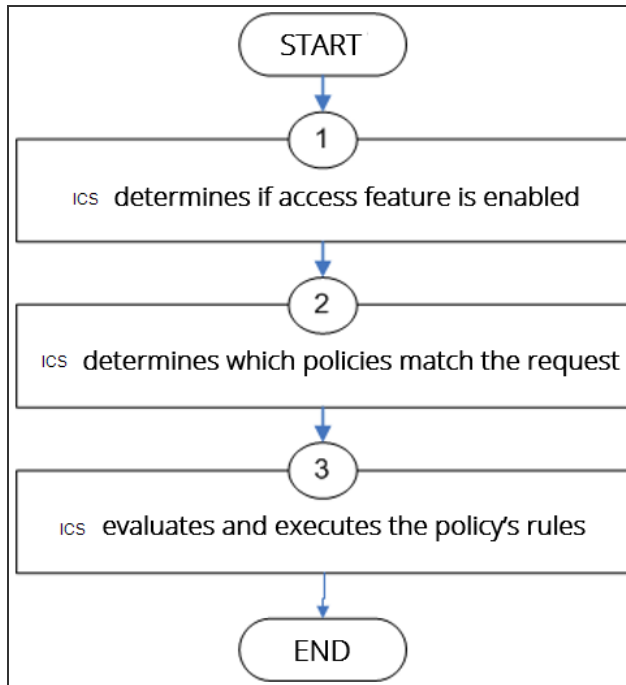 START
1
ICS determines if access feature is enabled
2
ICS determines which policies match the request
3
ICS evaluates and executes the policy's rules
END